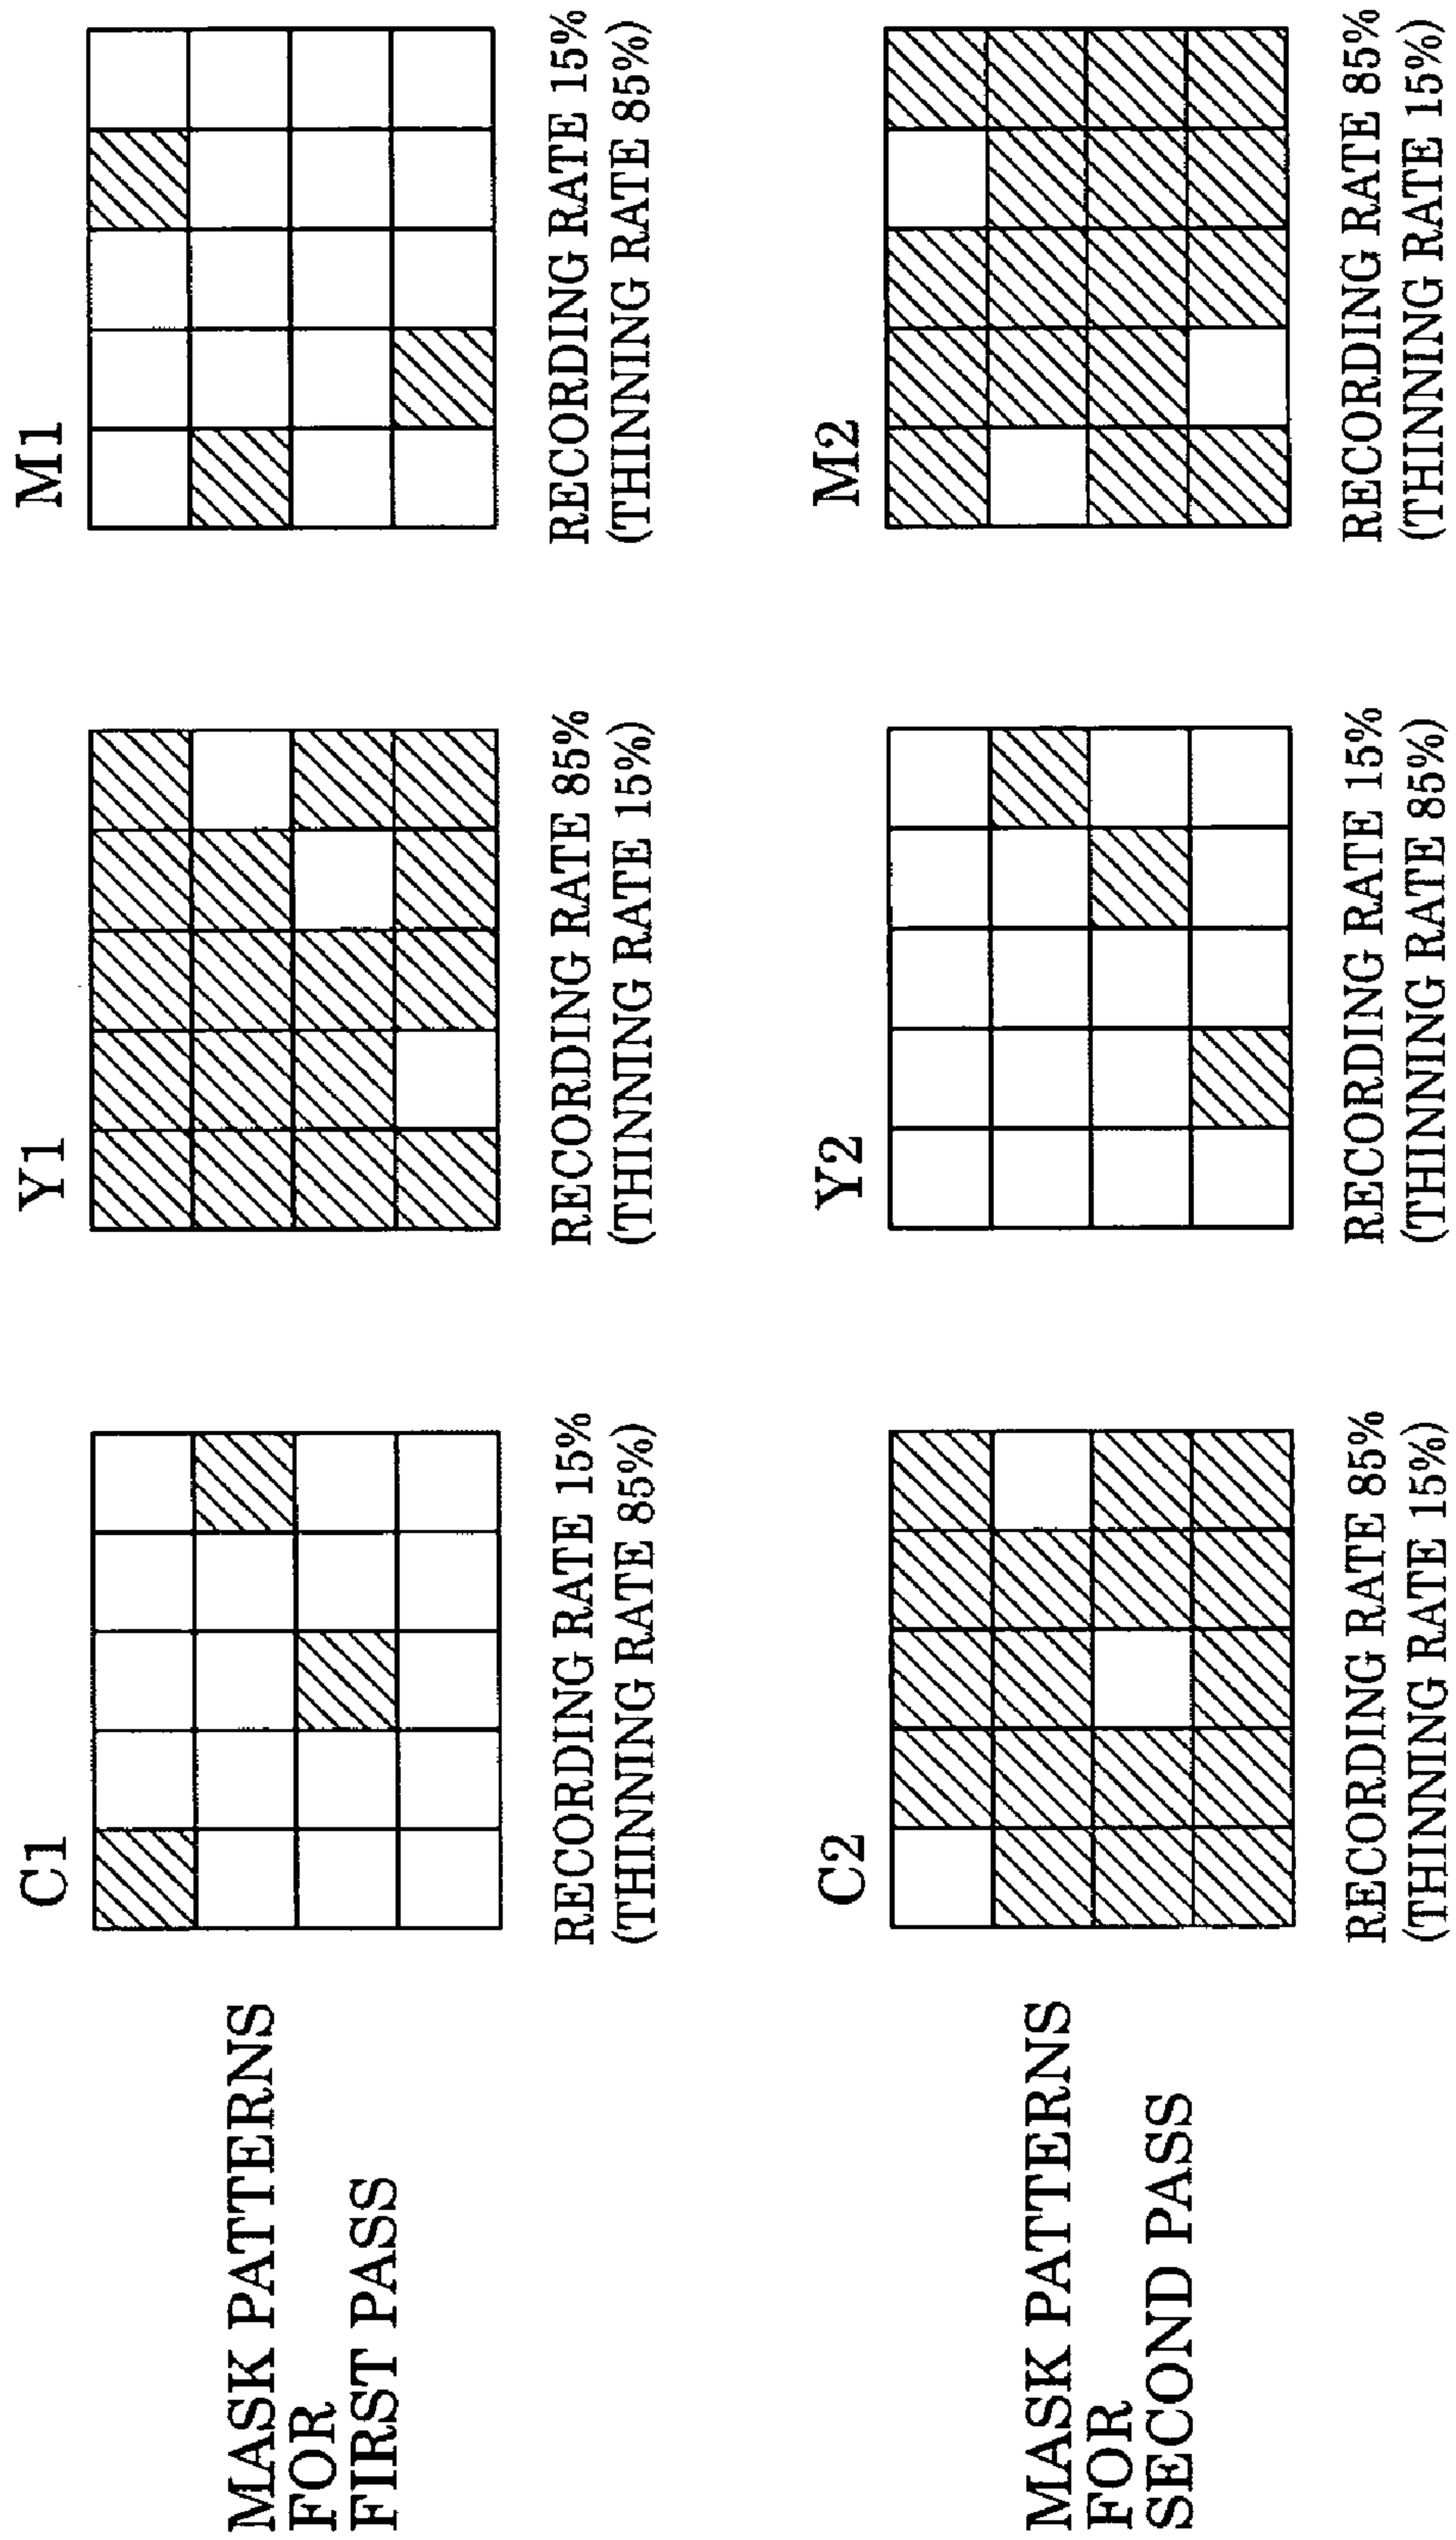 MASK PATTERNS
FOR
FIRST PASS
C1
RECORDING RATE 15%
(THINNING RATE 85%)
Y1
RECORDING RATE 85%
(THINNING RATE 15%)
M1
RECORDING RATE 15%
(THINNING RATE 85%)
MASK PATTERNS
FOR
SECOND PASS
C2
RECORDING RATE 85%
(THINNING RATE 15%)
Y2
RECORDING RATE 15%
(THINNING RATE 85%)
M2
RECORDING RATE 85%
(THINNING RATE 15%)